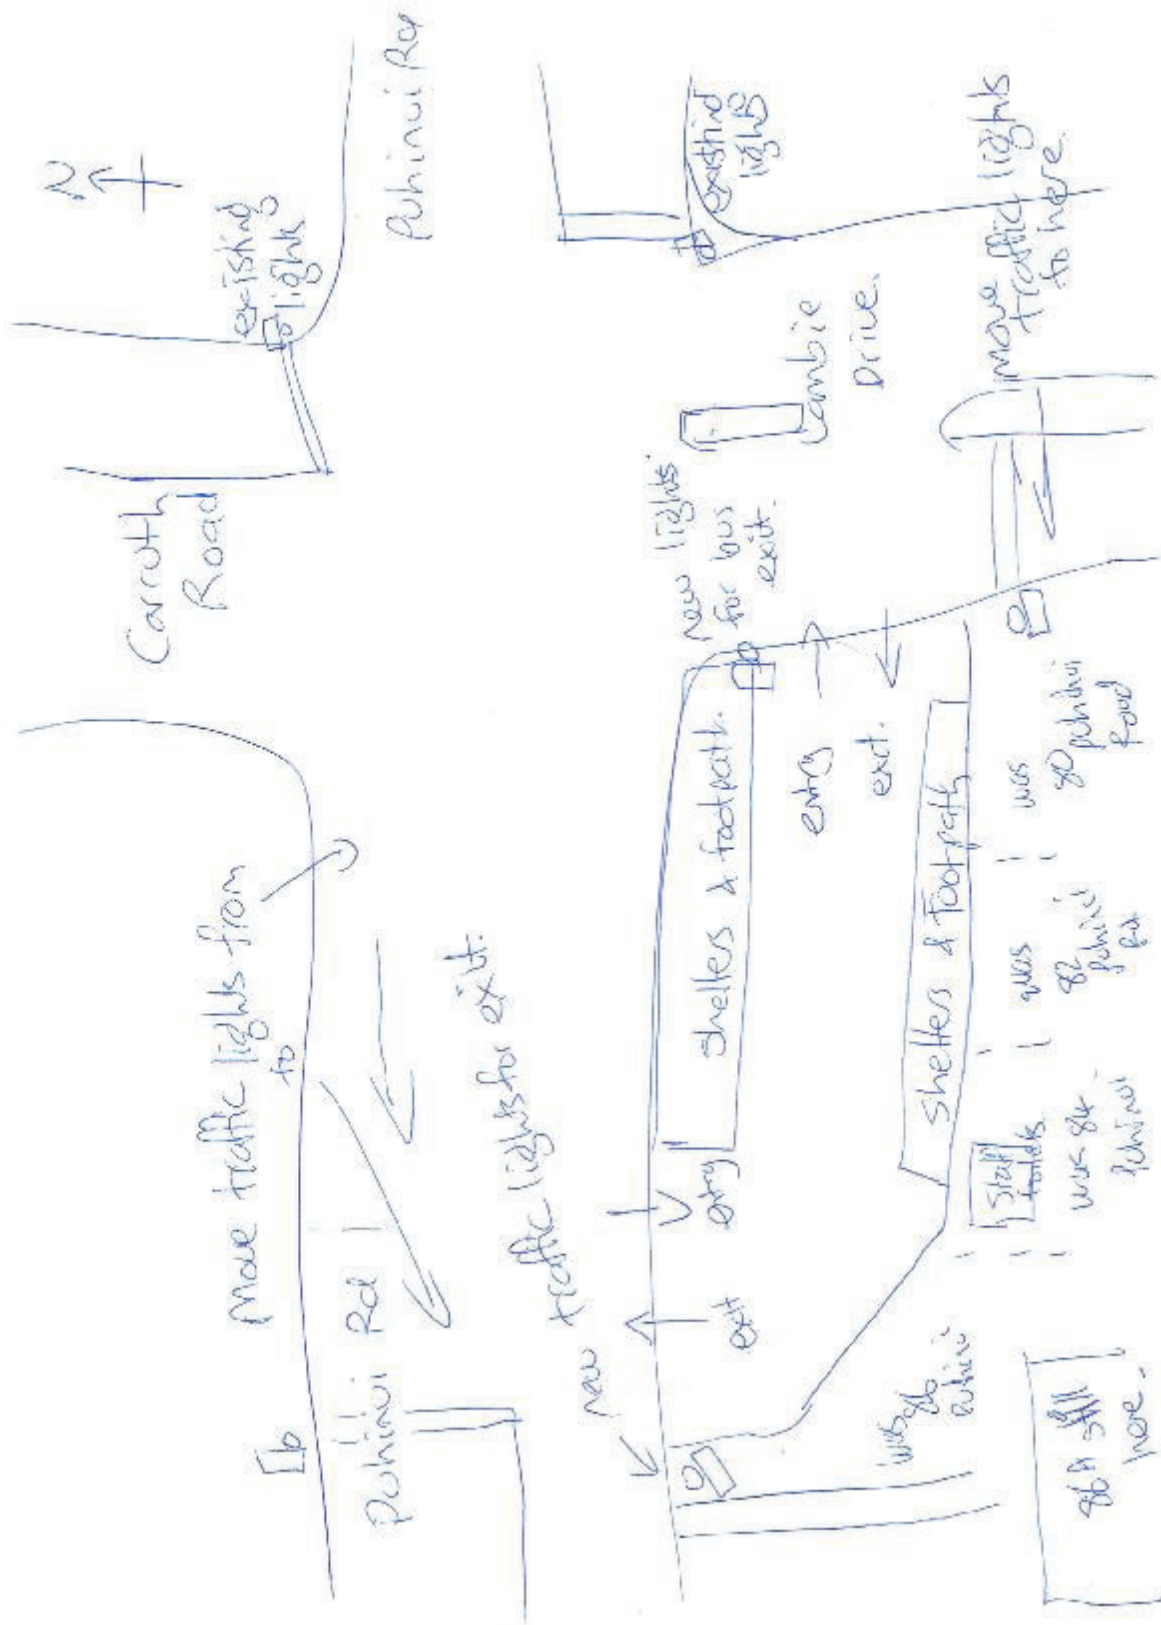 N
Carruth
Road
existing
lights
Puhinui Rd
move traffic lights from
to
Puhinui Rd
new traffic lights for exit.
new lights
for bus
exit.
Lambie
Drive.
existing
lights
exit
entry
Shelters & footpath.
entry
exit.
Shelters & Footpath
move
traffic lights
to here.
was 86
Puhinui
Staff
toilets
was 84
Puhinui
was
82
Puhinui
Rd.
was
80
Puhinui
Road
86A still
here.